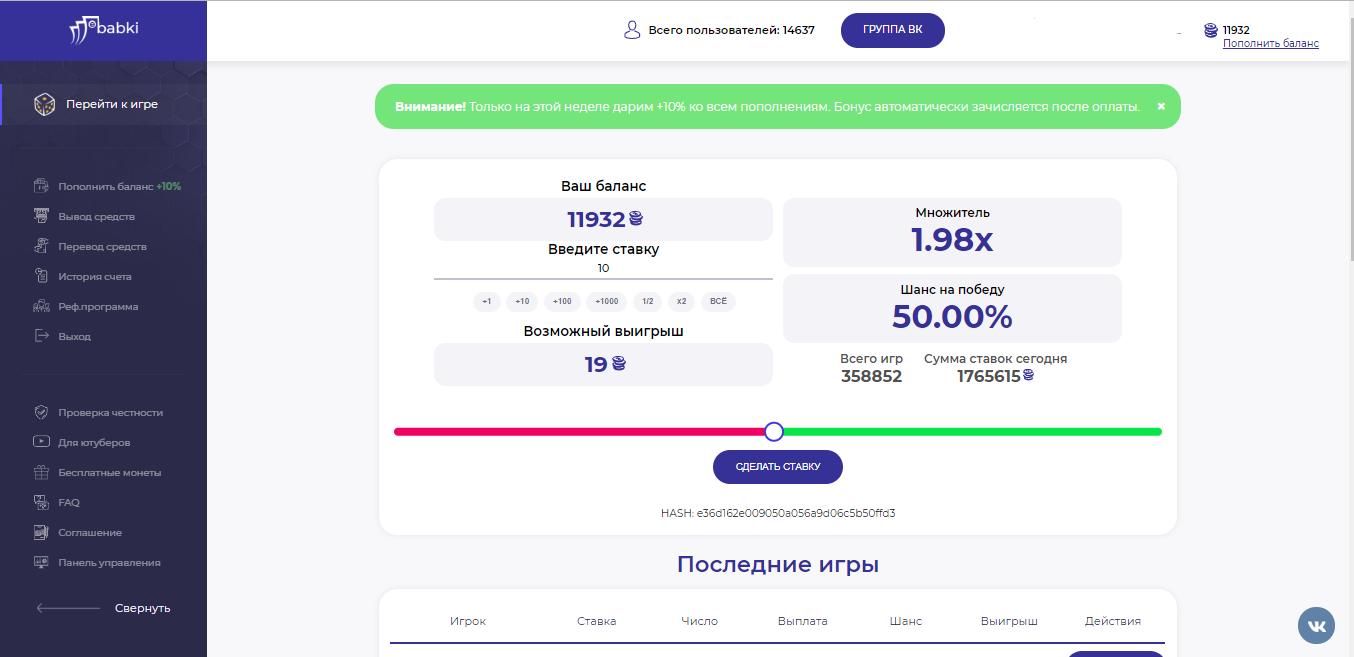 babki
Всего пользователей: 14637
ГРУППА ВК
11932
Пополнить баланс
Перейти к игре
Пополнить баланс +10%
Вывод средств
Перевод средств
История счета
Реф.программа
Выход
Проверка честности
Для ютуберов
Бесплатные монеты
FAQ
Соглашение
Панель управления
Свернуть
Внимание! Только на этой неделе дарим +10% ко всем пополнениям. Бонус автоматически зачисляется после оплаты.
Ваш баланс
11932
Введите ставку
10
+1 +10 +100 +1000 1/2 x2 ВСЁ
Возможный выигрыш
19
Множитель
1.98x
Шанс на победу
50.00%
Всего игр Сумма ставок сегодня
358852 1765615
СДЕЛАТЬ СТАВКУ
HASH: e36d162e009050a056a9d06c5b50ffd3
Последние игры
Игрок Ставка Число Выплата Шанс Выигрыш Действия